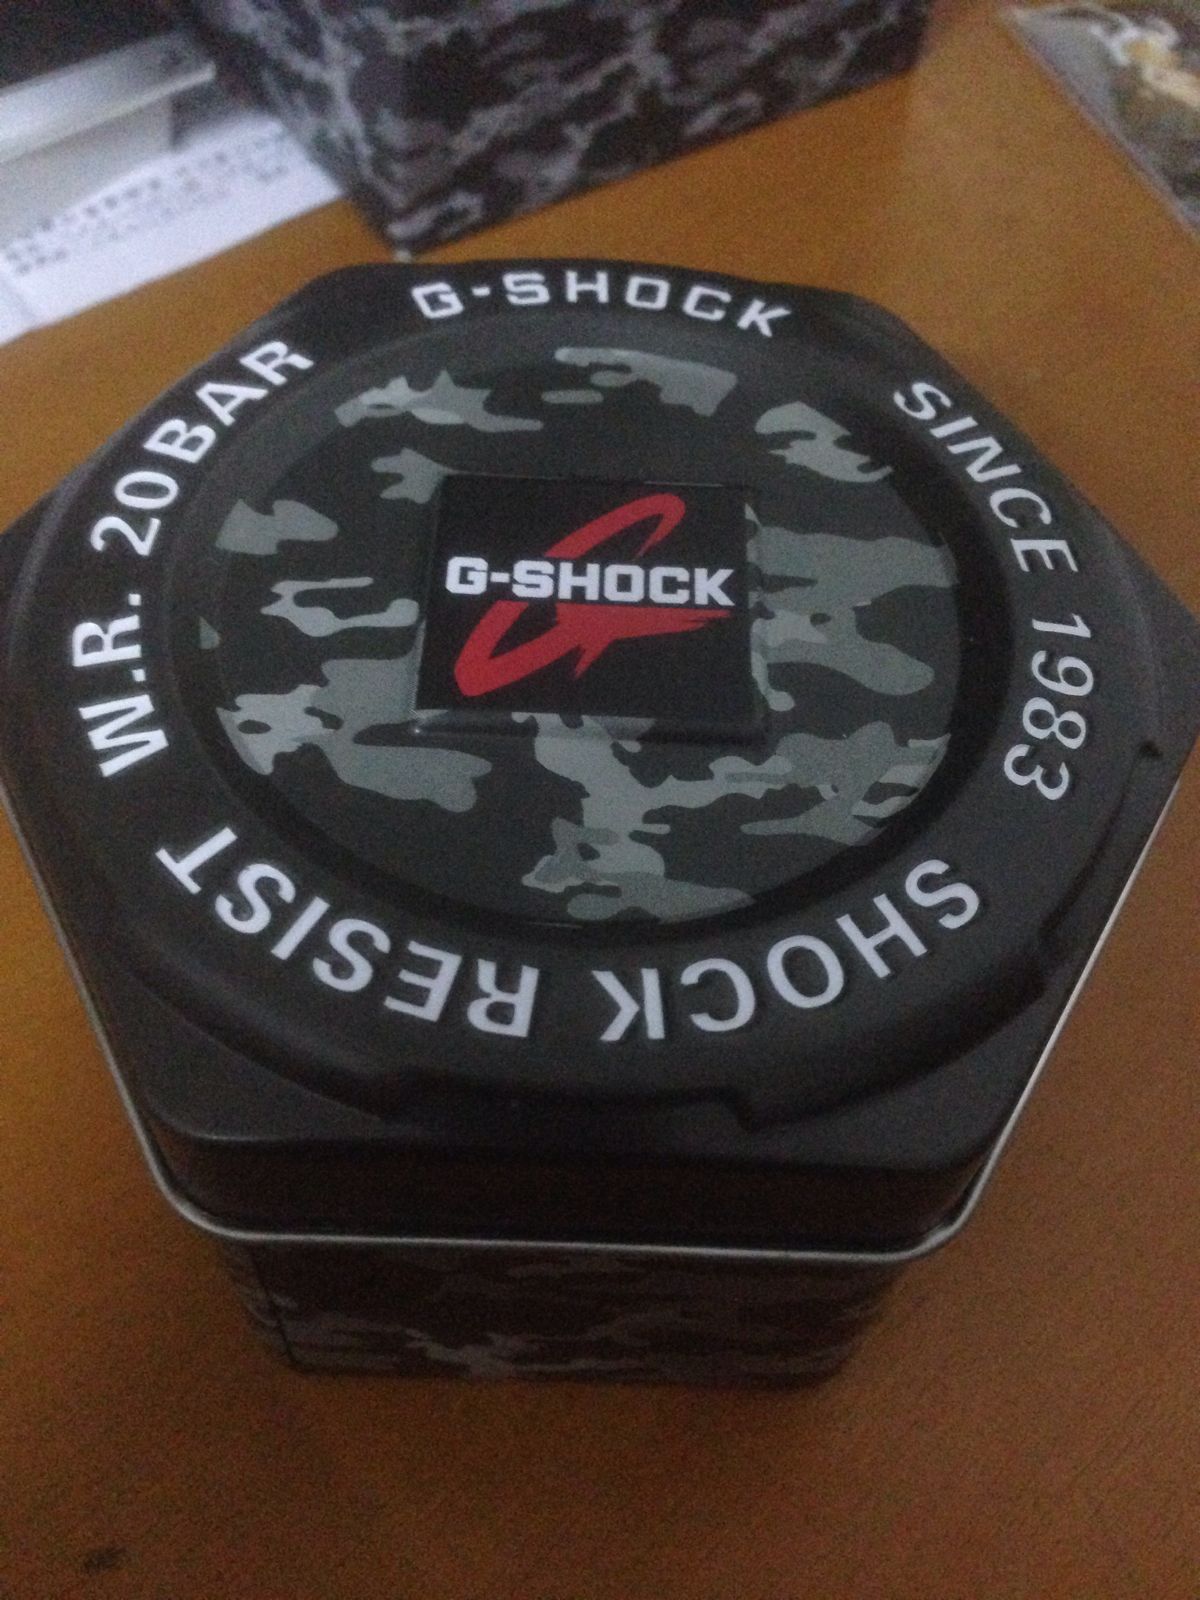 G-SHOCK
SINCE 1983
SHOCK RESIST
W.R. 20BAR
G-SHOCK